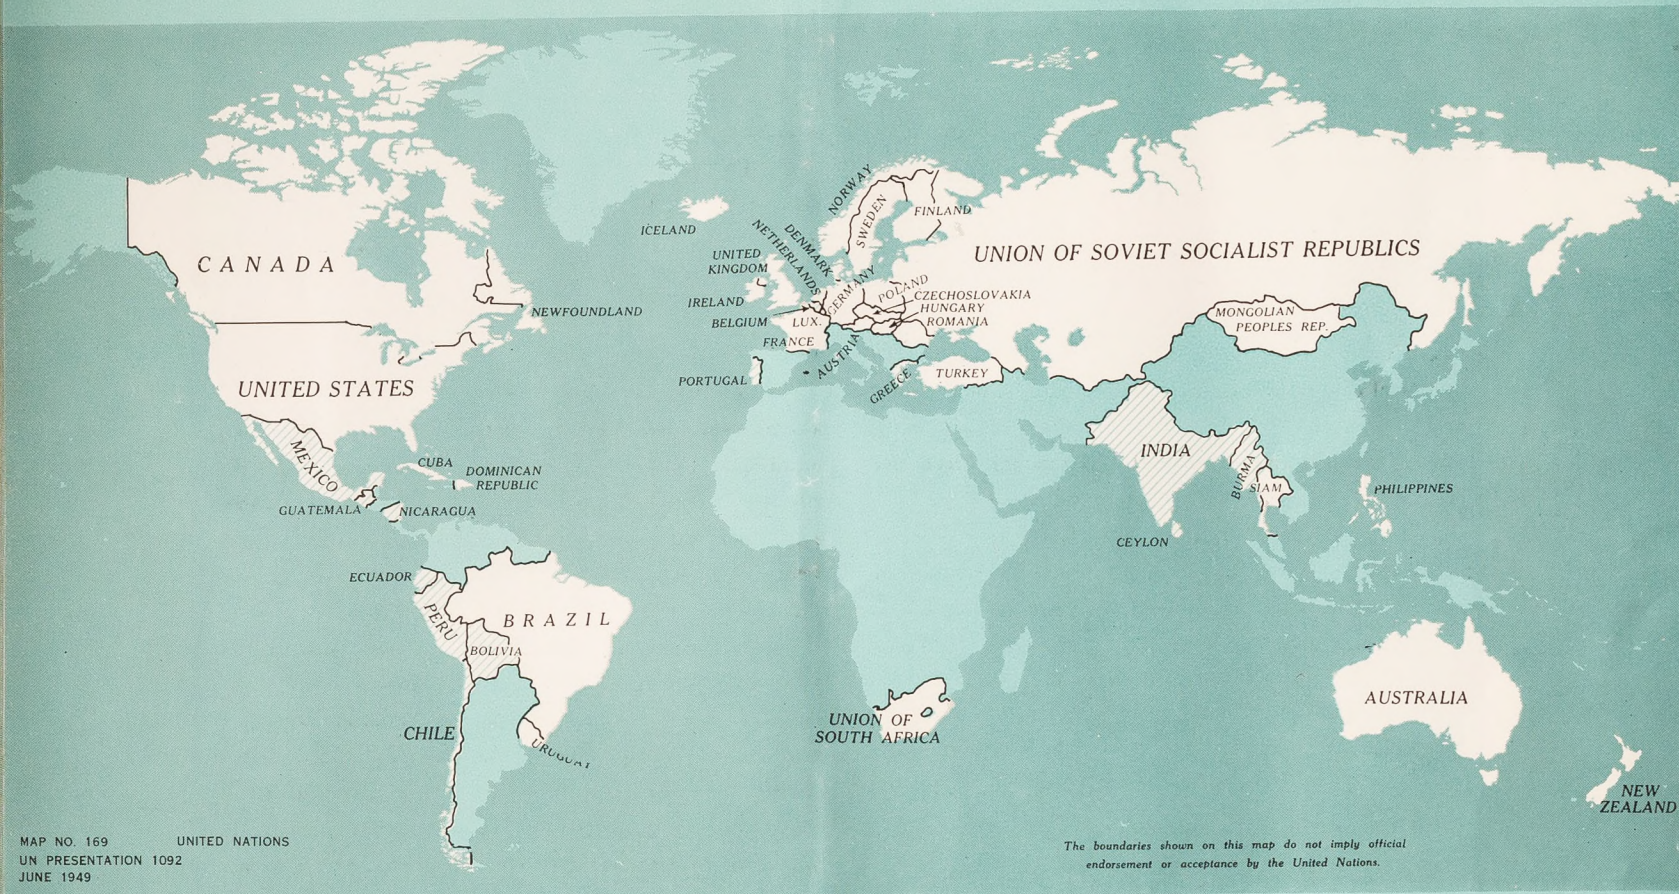 CANADA
NEWFOUNDLAND
UNITED STATES
MEXICO
CUBA
DOMINICAN
REPUBLIC
GUATEMALA
NICARAGUA
ECUADOR
PERU
BRAZIL
BOLIVIA
CHILE
URUGUAY
ICELAND
NORWAY
SWEDEN
FINLAND
DENMARK
NETHERLANDS
UNITED
KINGDOM
IRELAND
BELGIUM
LUX.
GERMANY
POLAND
CZECHOSLOVAKIA
HUNGARY
ROMANIA
FRANCE
AUSTRIA
PORTUGAL
GREECE
TURKEY
UNION OF SOVIET SOCIALIST REPUBLICS
MONGOLIAN
PEOPLES REP.
INDIA
BURMA
SIAM
CEYLON
PHILIPPINES
UNION OF
SOUTH AFRICA
AUSTRALIA
NEW
ZEALAND
MAP NO. 169 UNITED NATIONS
UN PRESENTATION 1092
JUNE 1949
The boundaries shown on this map do not imply official
endorsement or acceptance by the United Nations.